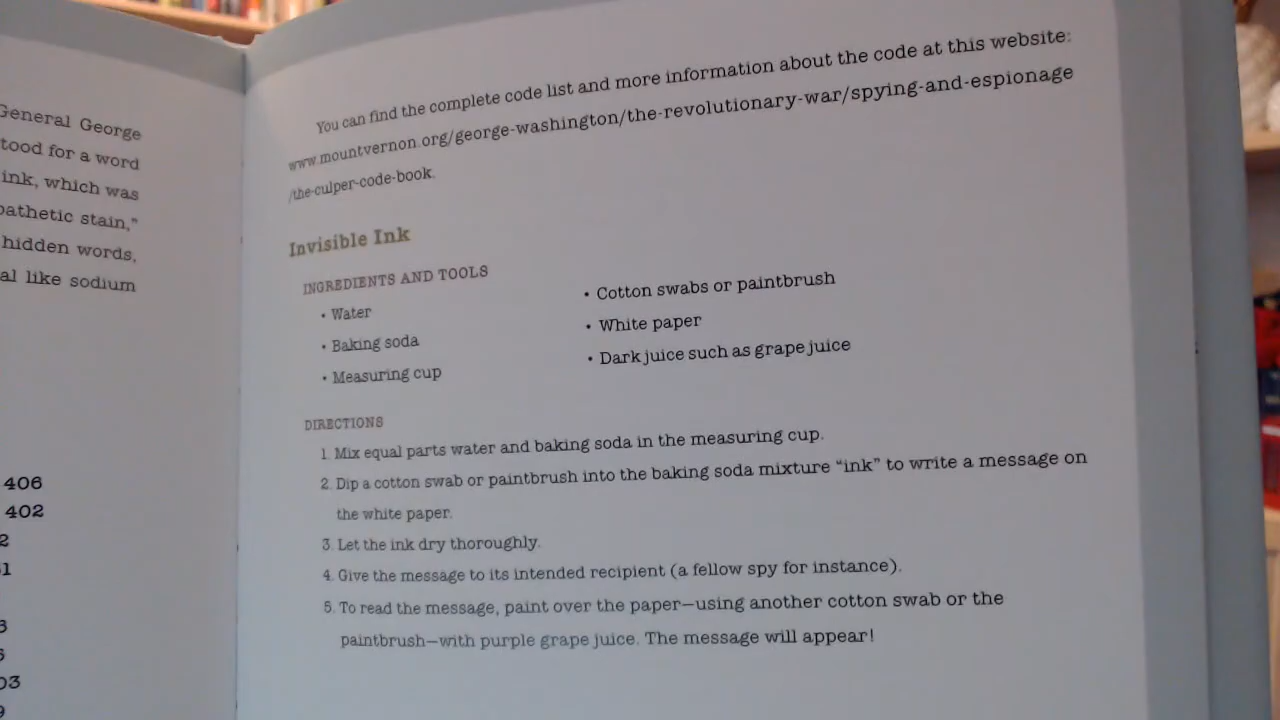 General George
tood for a word
ink, which was
pathetic stain,"
hidden words,
al like sodium
406
402
2
1
3
6
03
9
You can find the complete code list and more information about the code at this website:
www.mountvernon.org/george-washington/the-revolutionary-war/spying-and-espionage
/the-culper-code-book.
Invisible Ink
INGREDIENTS AND TOOLS
• Water
• Baking soda
• Measuring cup
• Cotton swabs or paintbrush
• White paper
• Dark juice such as grape juice
DIRECTIONS
1. Mix equal parts water and baking soda in the measuring cup.
2. Dip a cotton swab or paintbrush into the baking soda mixture “ink” to write a message on
the white paper.
3. Let the ink dry thoroughly.
4. Give the message to its intended recipient (a fellow spy for instance).
5. To read the message, paint over the paper—using another cotton swab or the
paintbrush—with purple grape juice. The message will appear!